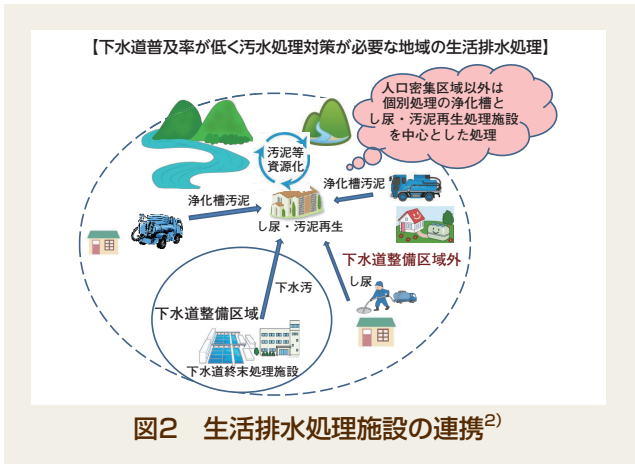 【下水道普及率が低く汚水処理対策が必要な地域の生活排水処理】
人口密集区域以外は
個別処理の浄化槽と
し尿・汚泥再生処理施設
を中心とした処理
汚泥等
資源化
浄化槽汚泥
浄化槽汚泥
し尿・汚泥再生
下水道整備区域外
し尿
下水汚
下水道整備区域
下水道終末処理施設
図2 生活排水処理施設の連携2)